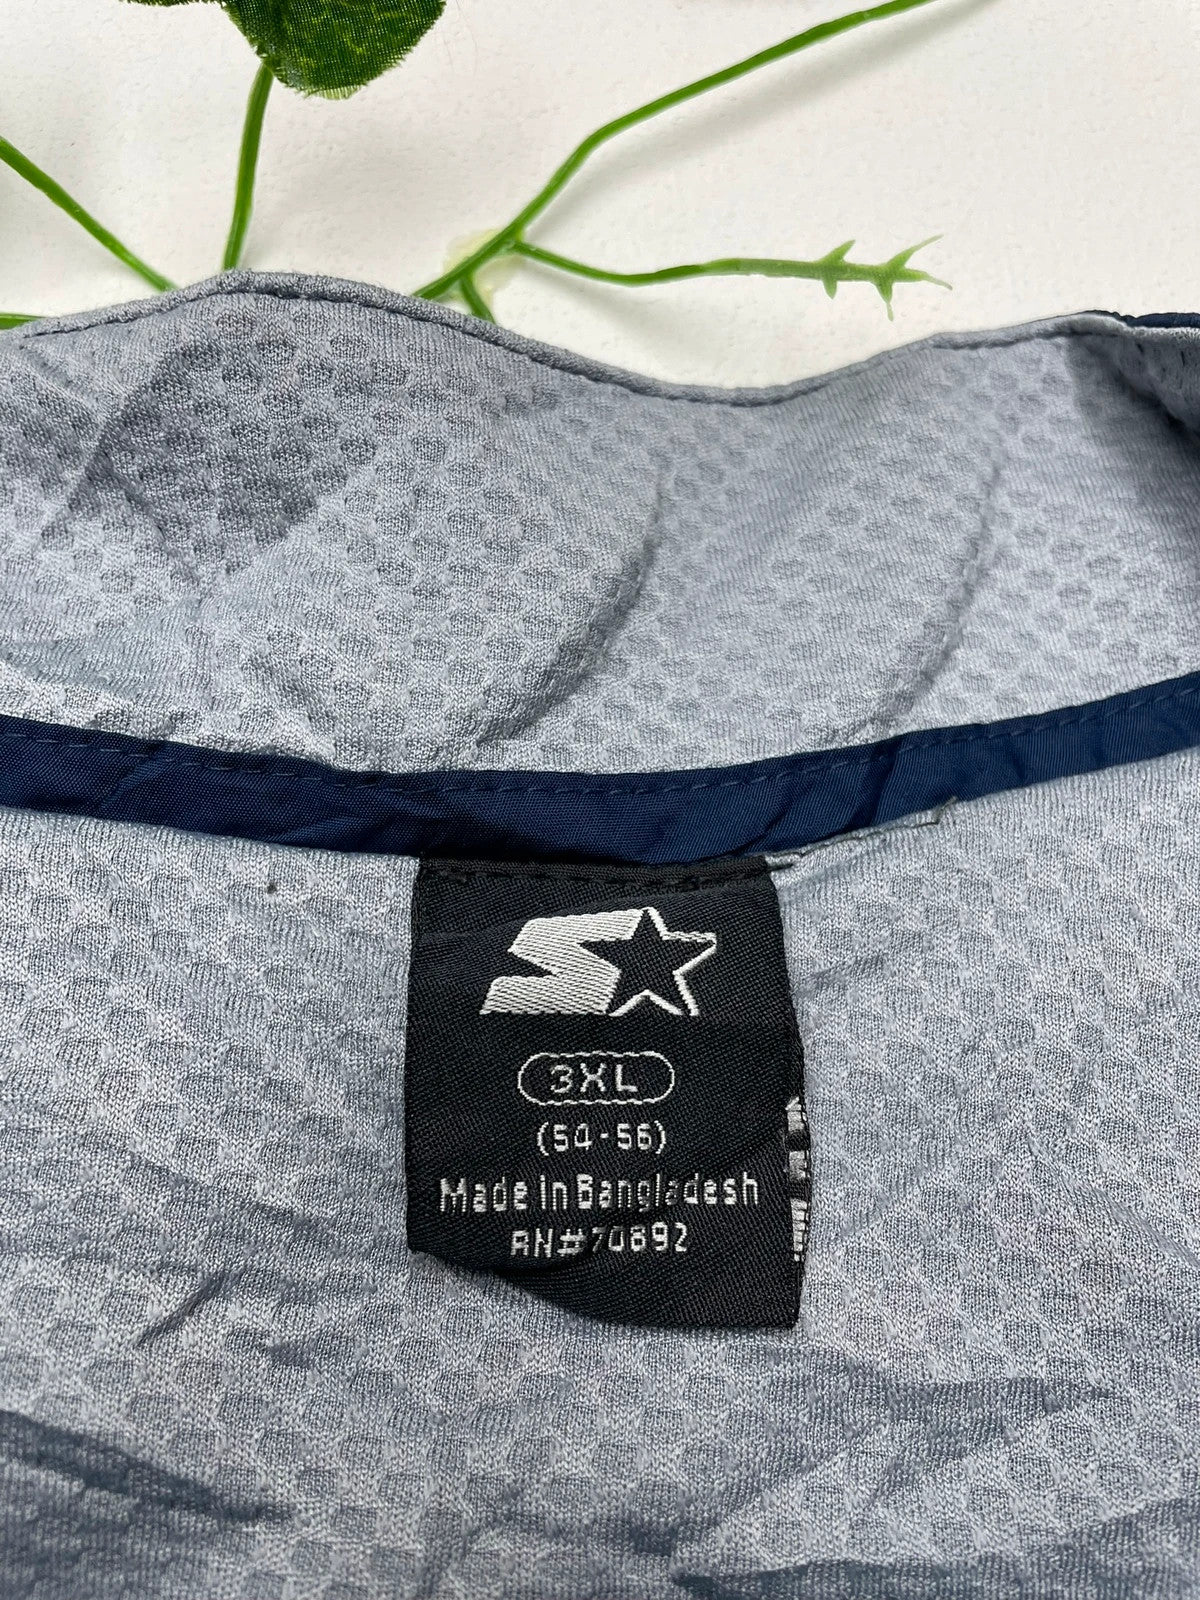 3XL
(54-56)
Made in Bangladesh
RN#70892